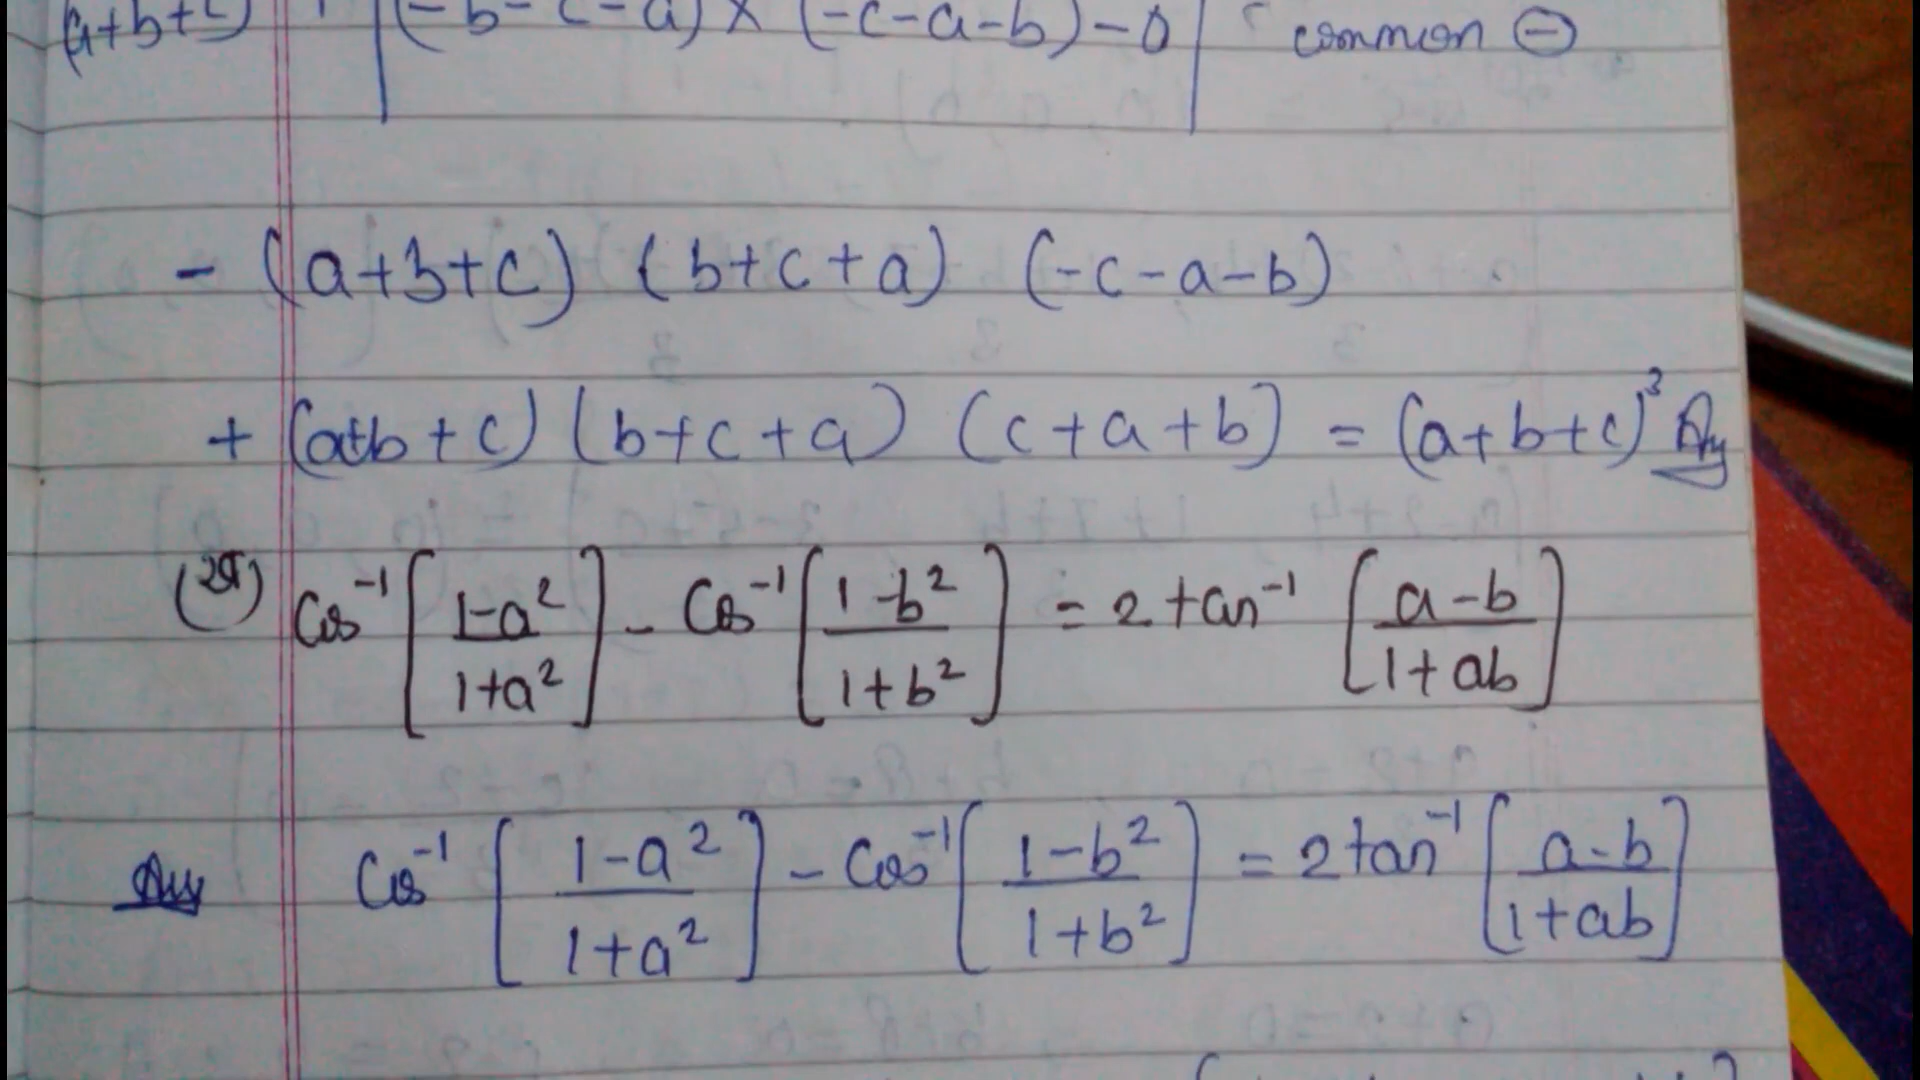 (a+b+c) | (-b-c-a) × (-c-a-b) - 0 | common ⊖
- (a+b+c) (b+c+a) (-c-a-b)
+ (a+b+c) (b+c+a) (c+a+b) = (a+b+c)³ Ans
cos⁻¹ [1-a²/1+a²] - cos⁻¹ [1-b²/1+b²] = 2 tan⁻¹ [a-b/1+ab]
Ans cos⁻¹ [1-a²/1+a²] - cos⁻¹ [1-b²/1+b²] = 2 tan⁻¹ [a-b/1+ab]